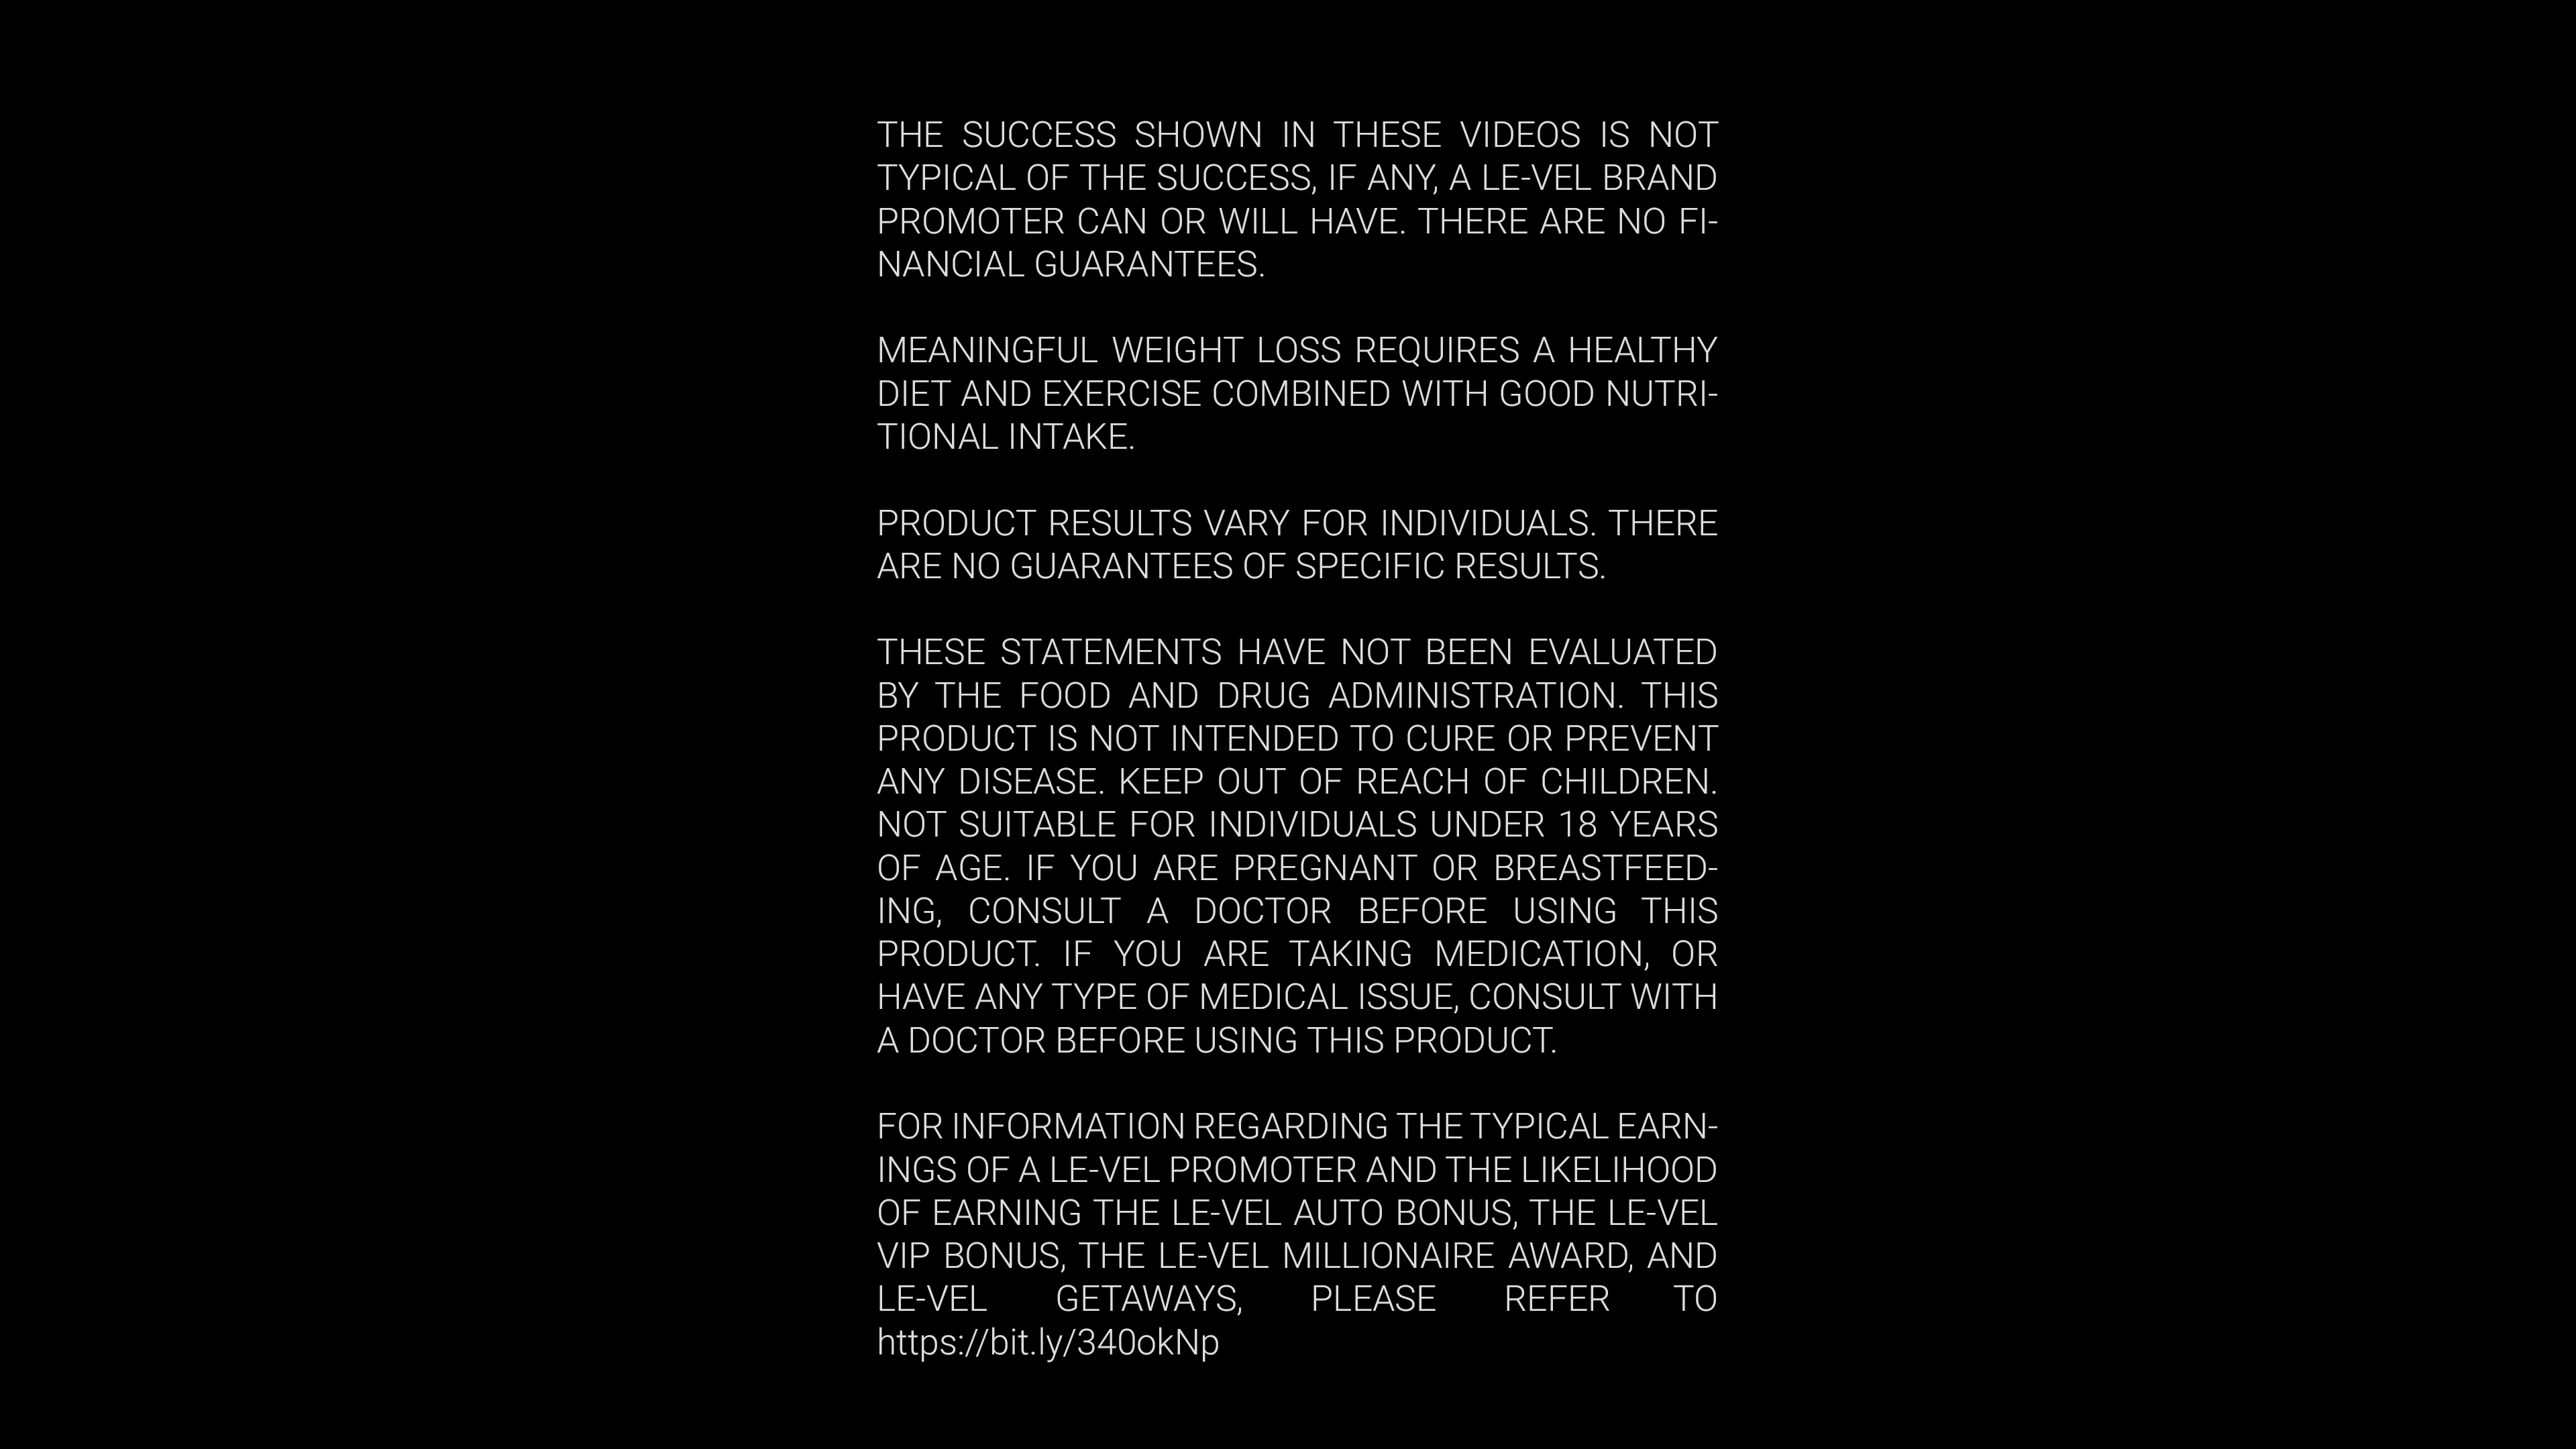 THE SUCCESS SHOWN IN THESE VIDEOS IS NOT
TYPICAL OF THE SUCCESS, IF ANY, A LE-VEL BRAND
PROMOTER CAN OR WILL HAVE. THERE ARE NO FI-
NANCIAL GUARANTEES.
MEANINGFUL WEIGHT LOSS REQUIRES A HEALTHY
DIET AND EXERCISE COMBINED WITH GOOD NUTRI-
TIONAL INTAKE.
PRODUCT RESULTS VARY FOR INDIVIDUALS. THERE
ARE NO GUARANTEES OF SPECIFIC RESULTS.
THESE STATEMENTS HAVE NOT BEEN EVALUATED
BY THE FOOD AND DRUG ADMINISTRATION. THIS
PRODUCT IS NOT INTENDED TO CURE OR PREVENT
ANY DISEASE. KEEP OUT OF REACH OF CHILDREN.
NOT SUITABLE FOR INDIVIDUALS UNDER 18 YEARS
OF AGE. IF YOU ARE PREGNANT OR BREASTFEED-
ING, CONSULT A DOCTOR BEFORE USING THIS
PRODUCT. IF YOU ARE TAKING MEDICATION, OR
HAVE ANY TYPE OF MEDICAL ISSUE, CONSULT WITH
A DOCTOR BEFORE USING THIS PRODUCT.
FOR INFORMATION REGARDING THE TYPICAL EARN-
INGS OF A LE-VEL PROMOTER AND THE LIKELIHOOD
OF EARNING THE LE-VEL AUTO BONUS, THE LE-VEL
VIP BONUS, THE LE-VEL MILLIONAIRE AWARD, AND
LE-VEL GETAWAYS, PLEASE REFER TO
https://bit.ly/340okNp